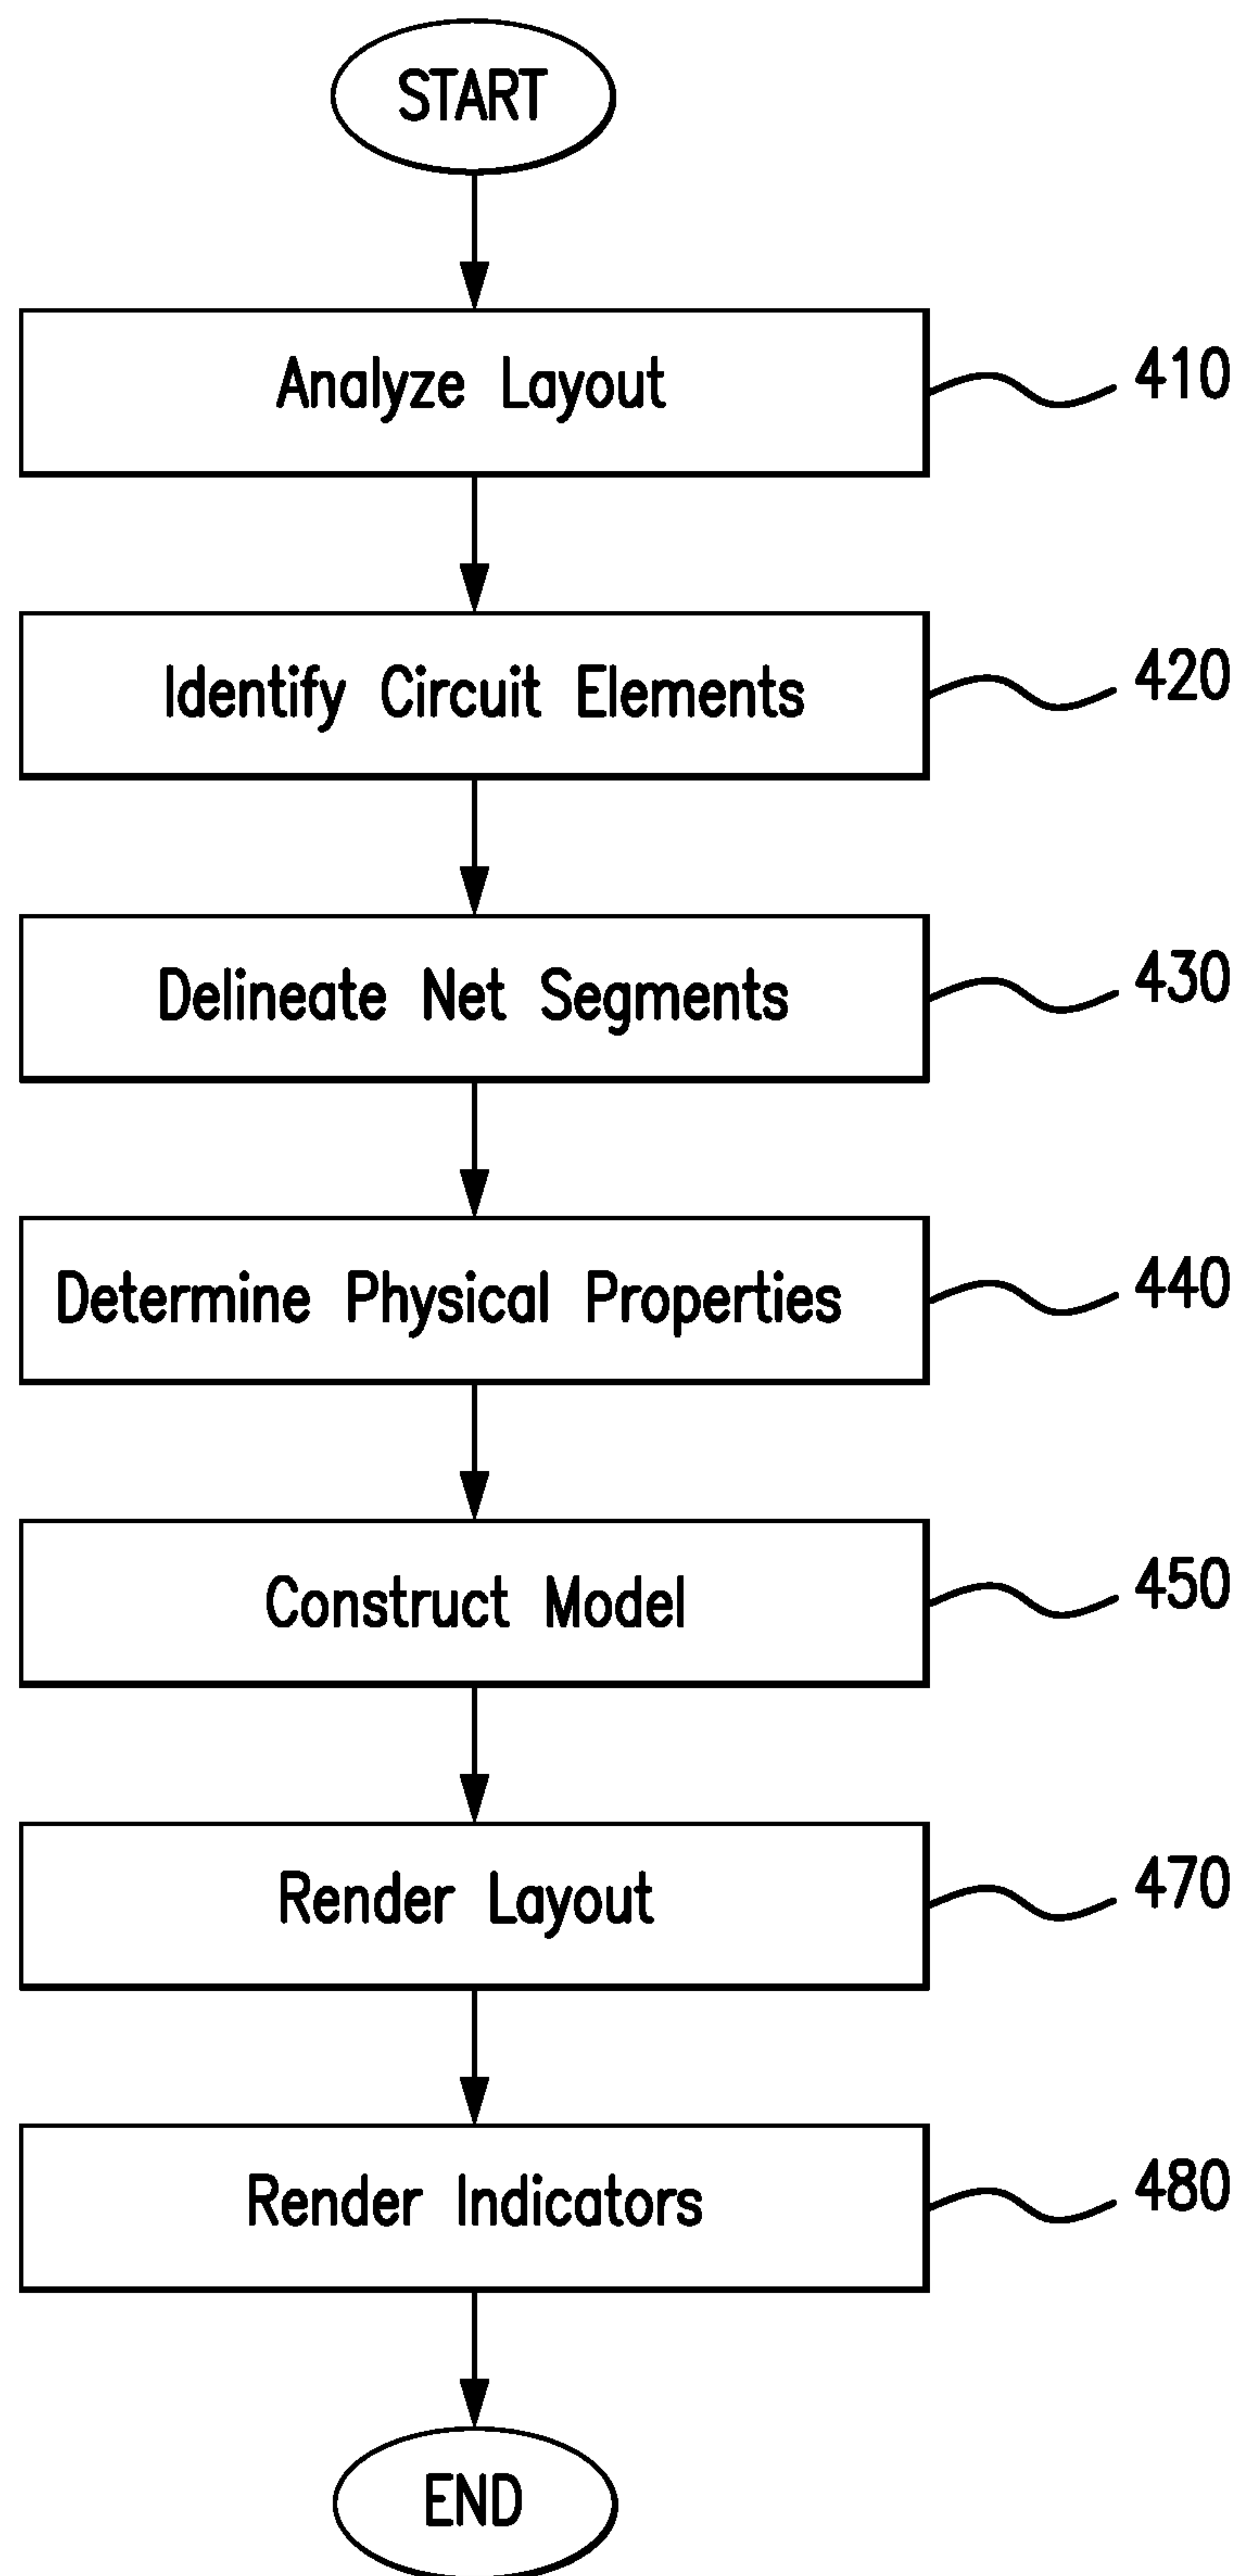 START
Analyze Layout
410
Identify Circuit Elements
420
Delineate Net Segments
430
Determine Physical Properties
440
Construct Model
450
Render Layout
470
Render Indicators
480
END